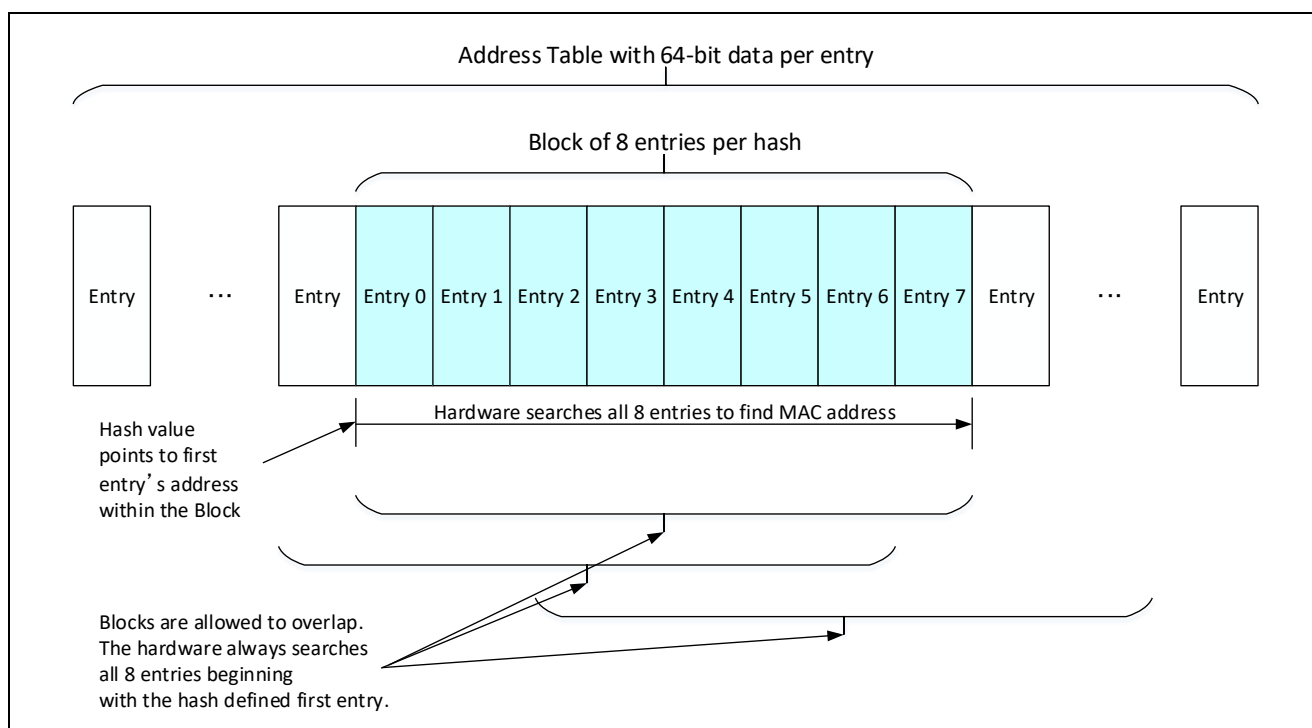 Address Table with 64-bit data per entry
Block of 8 entries per hash
Entry
...
Entry
Entry 0
Entry 1
Entry 2
Entry 3
Entry 4
Entry 5
Entry 6
Entry 7
Entry
...
Entry
Hardware searches all 8 entries to find MAC address
Hash value
points to first
entry’s address
within the Block
Blocks are allowed to overlap.
The hardware always searches
all 8 entries beginning
with the hash defined first entry.